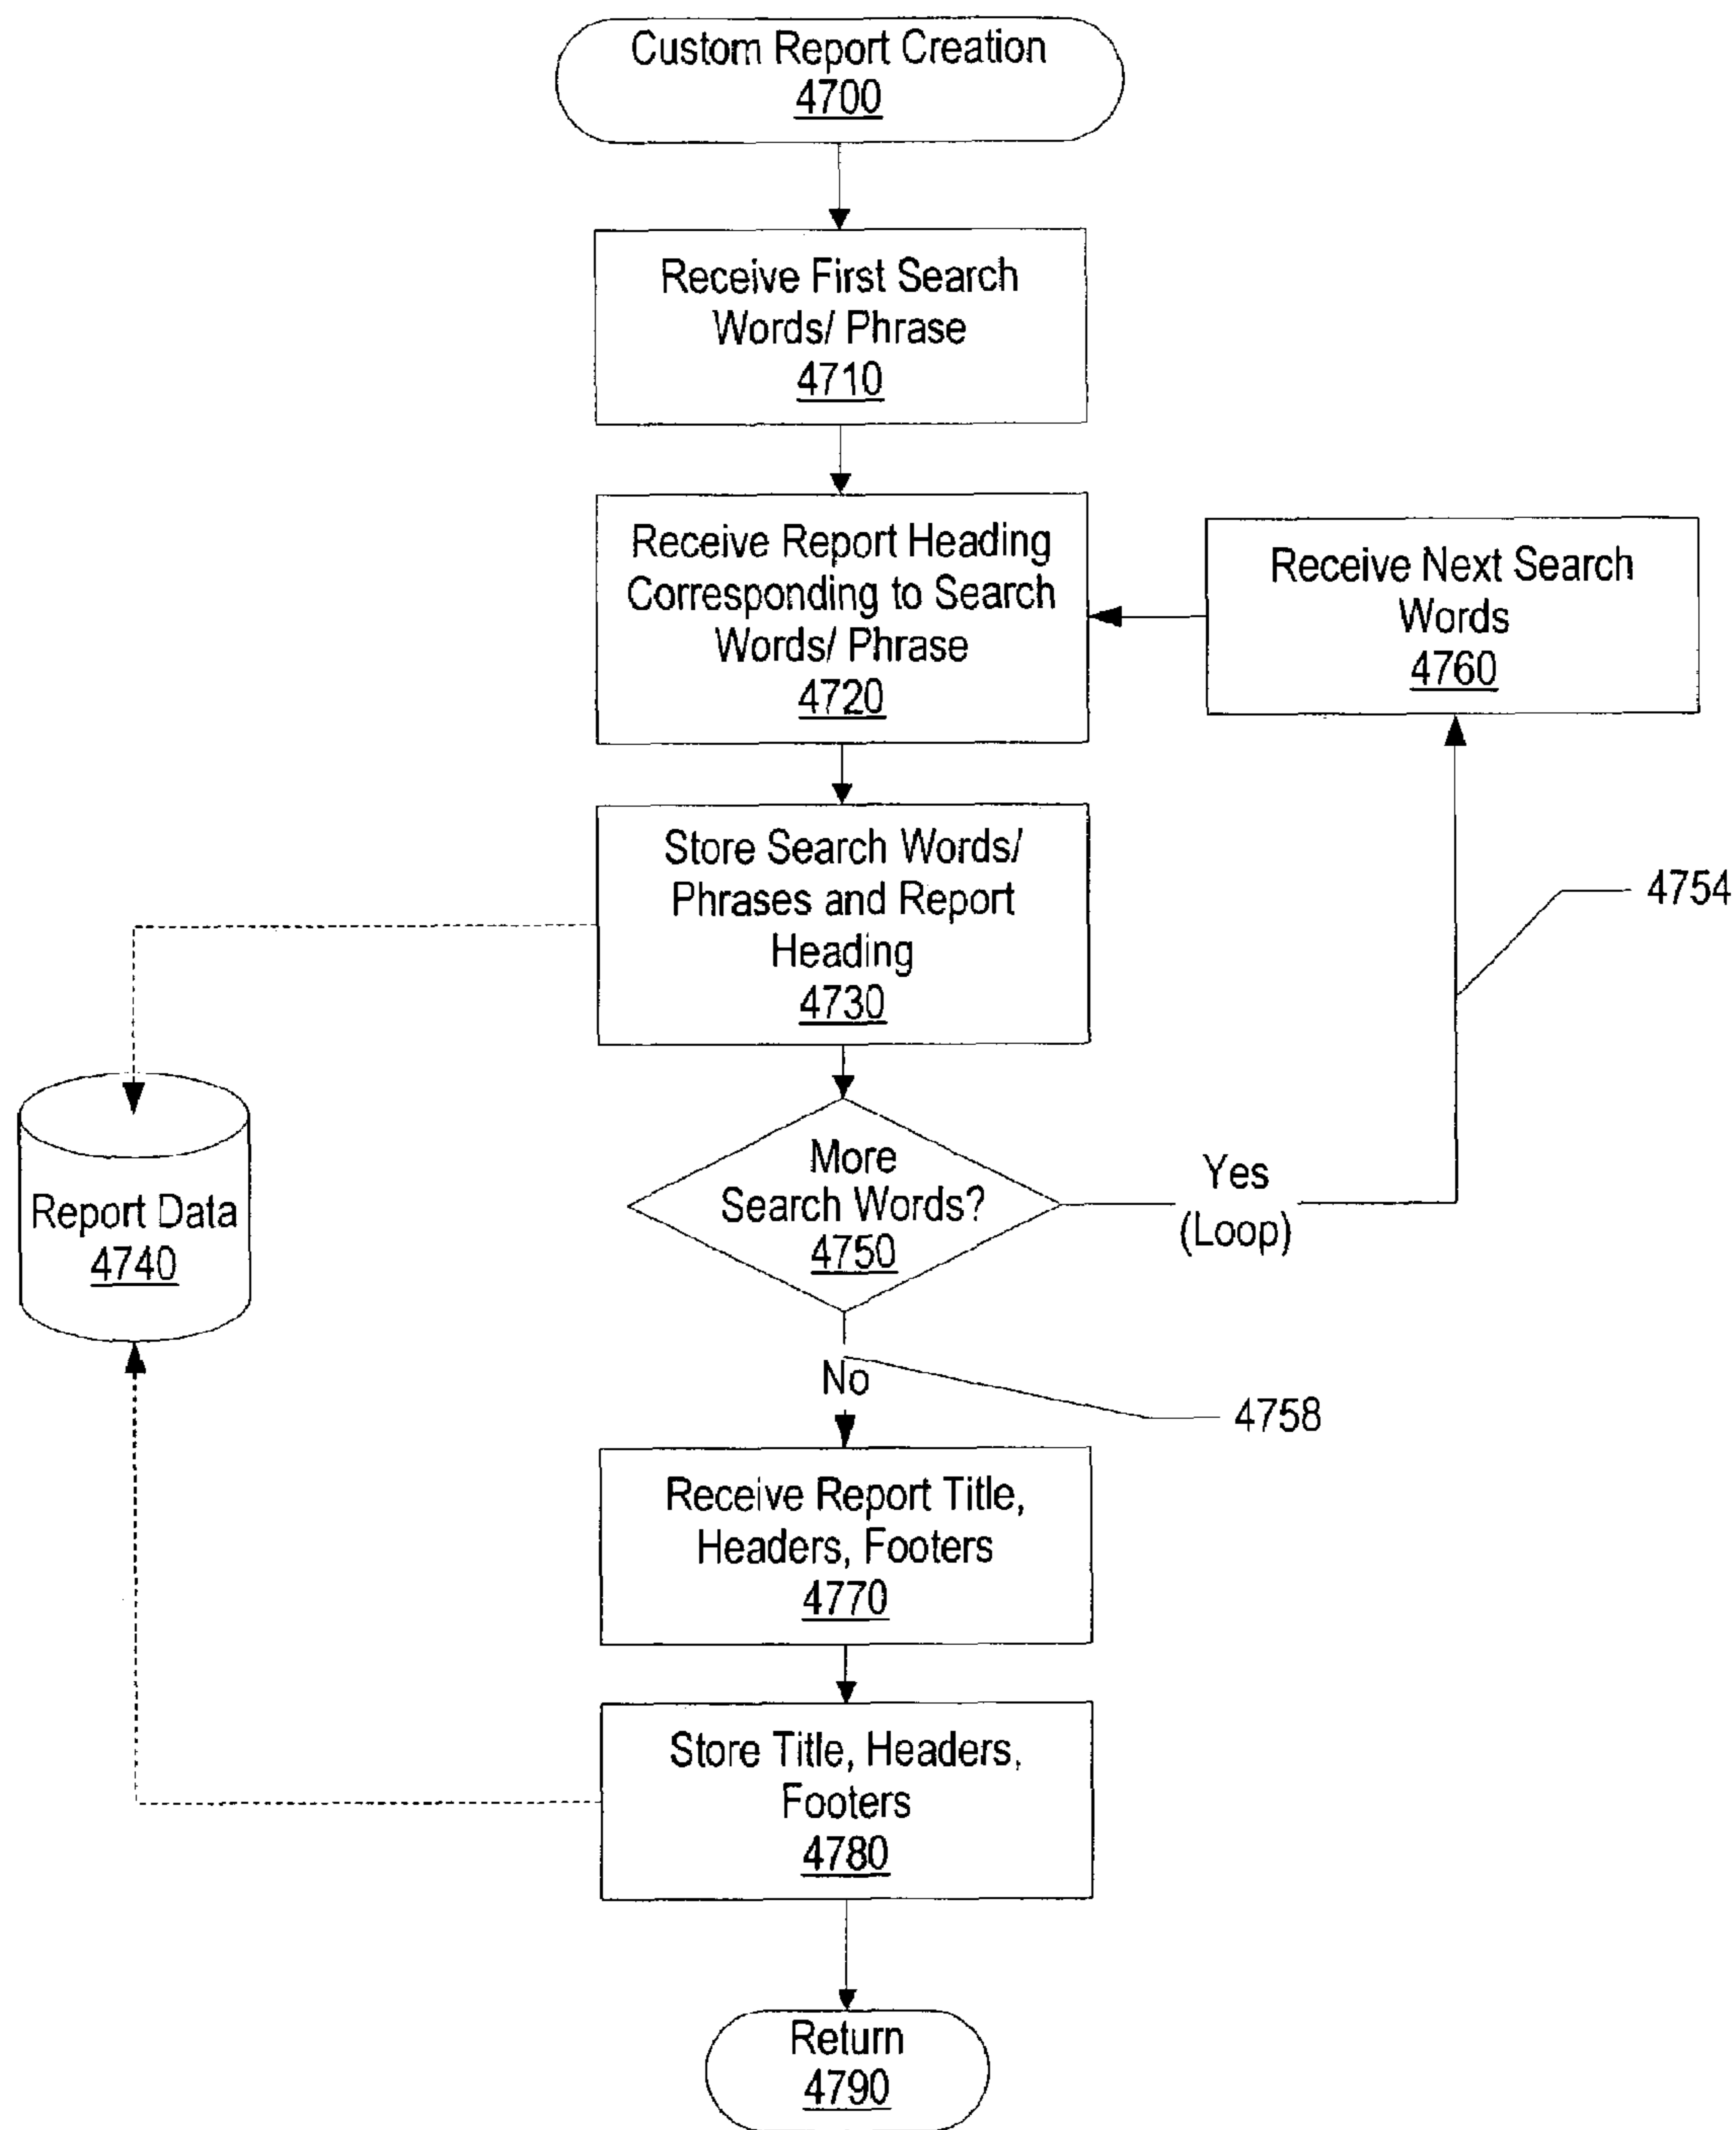 Custom Report Creation
4700
Receive First Search
Words/ Phrase
4710
Receive Report Heading
Corresponding to Search
Words/ Phrase
4720
Receive Next Search
Words
4760
Store Search Words/
Phrases and Report
Heading
4730
4754
Report Data
4740
More
Search Words?
4750
Yes
(Loop)
No
4758
Receive Report Title,
Headers, Footers
4770
Store Title, Headers,
Footers
4780
Return
4790